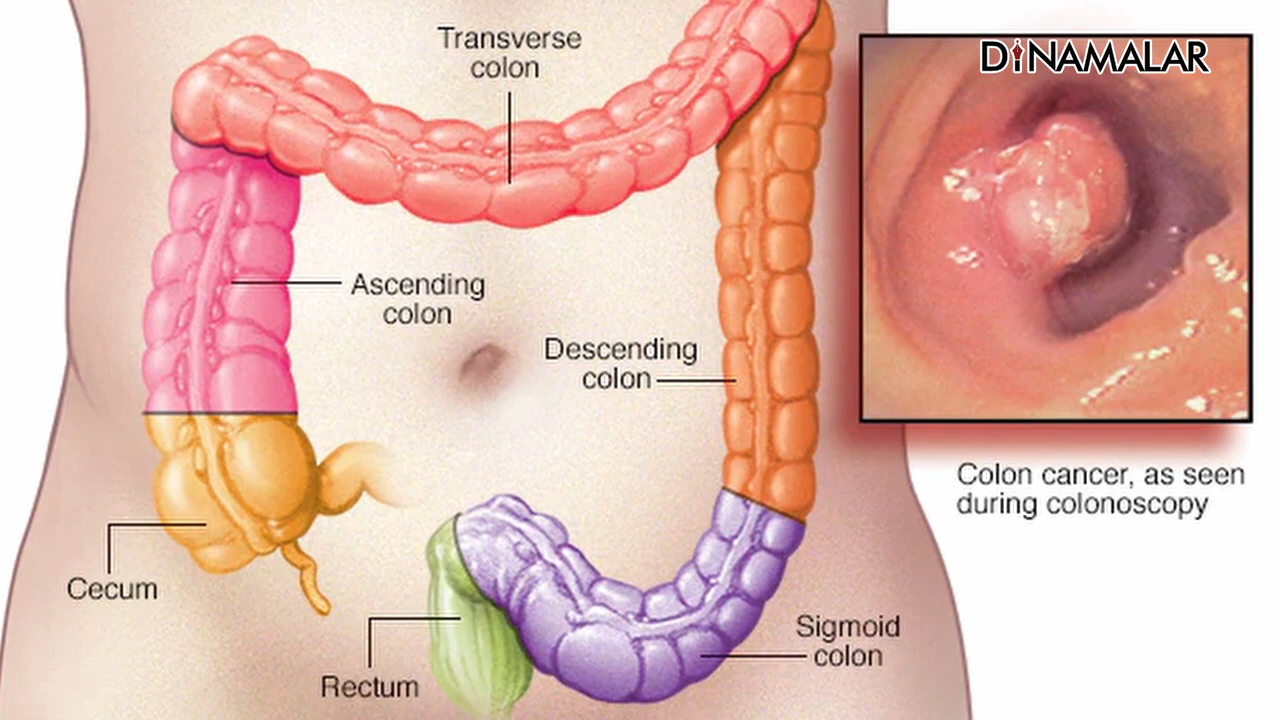 Transverse
colon
DINAMALAR
Ascending
colon
Descending
colon
Colon cancer, as seen
during colonoscopy
Cecum
Sigmoid
colon
Rectum